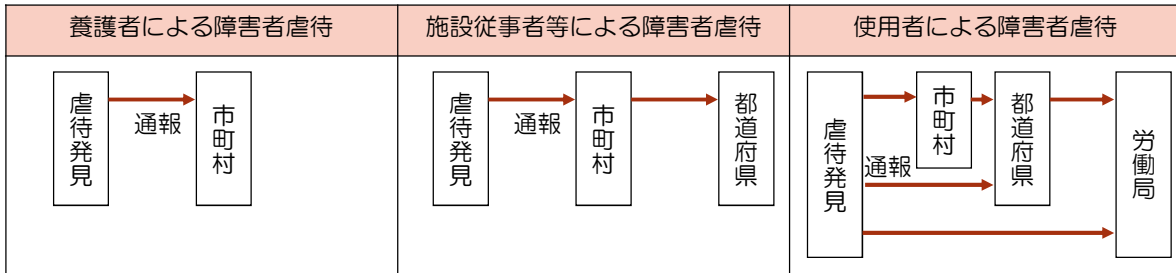 養護者による障害者虐待
虐待発見
通報
市町村
施設従事者等による障害者虐待
虐待発見
通報
市町村
都道府県
使用者による障害者虐待
虐待発見
通報
市町村
都道府県
労働局